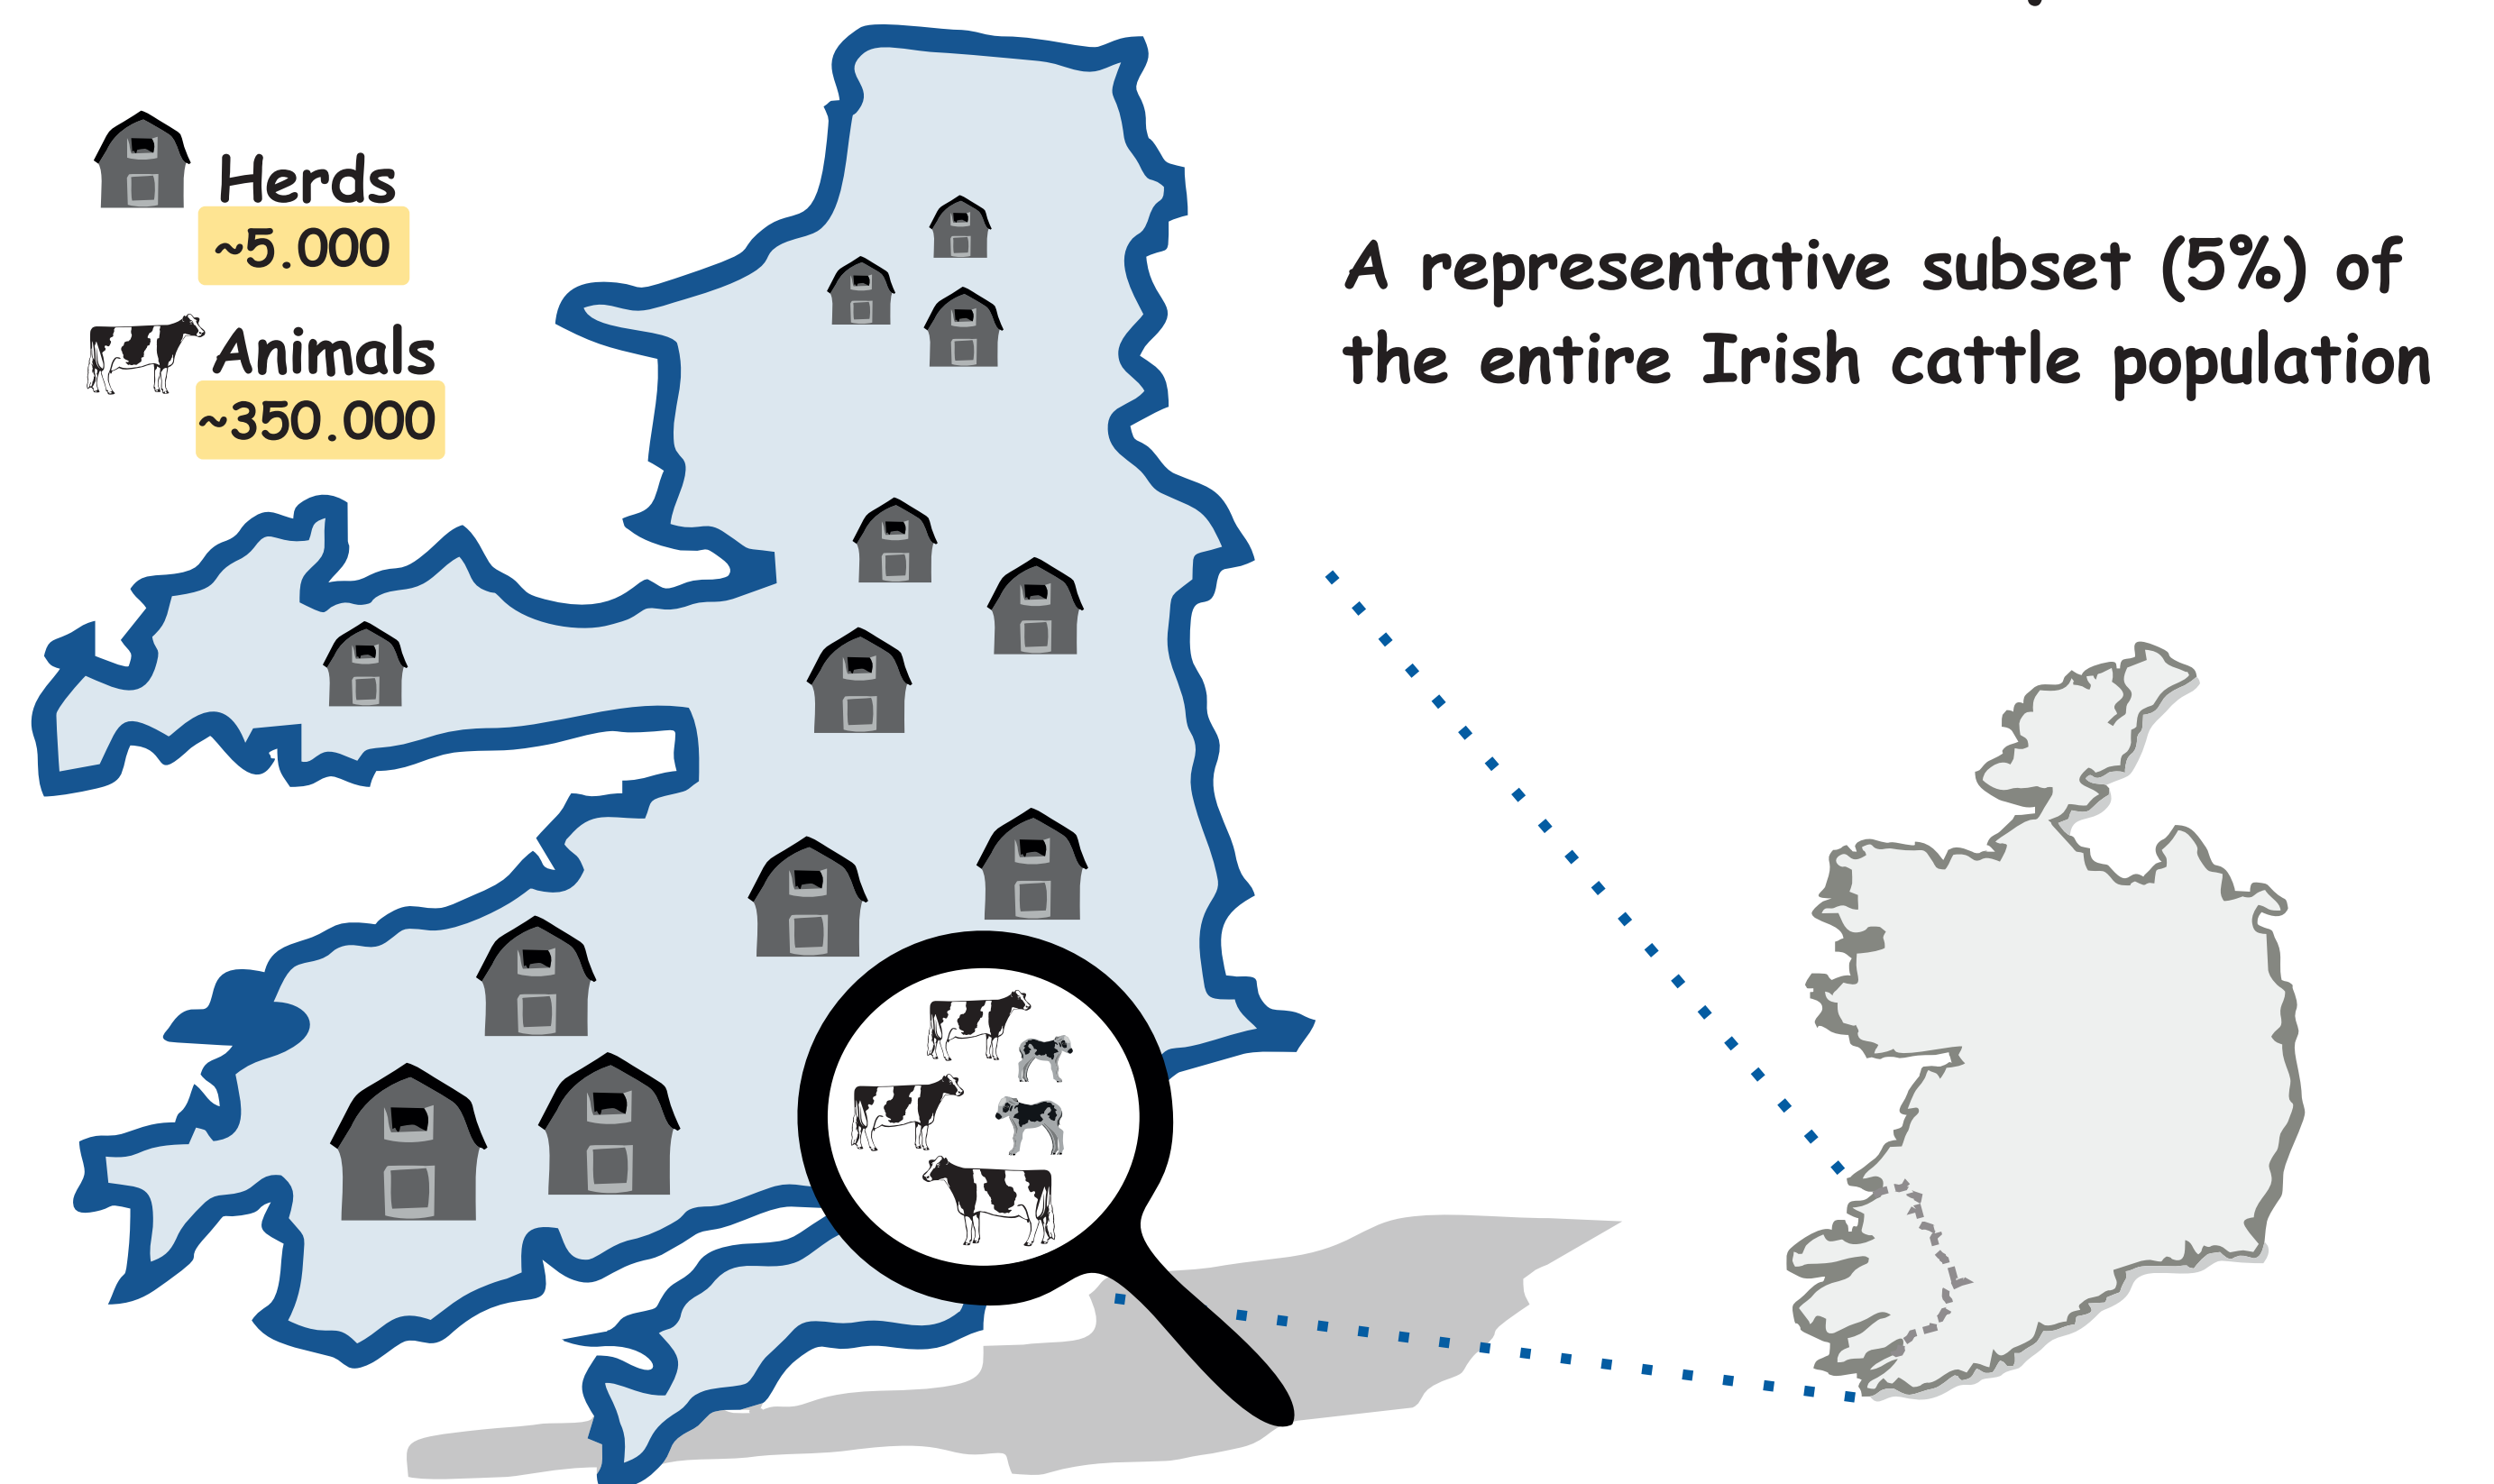 Herds
~5.000
Animals
~350.000
A representative subset (5%) of
the entire Irish cattle population